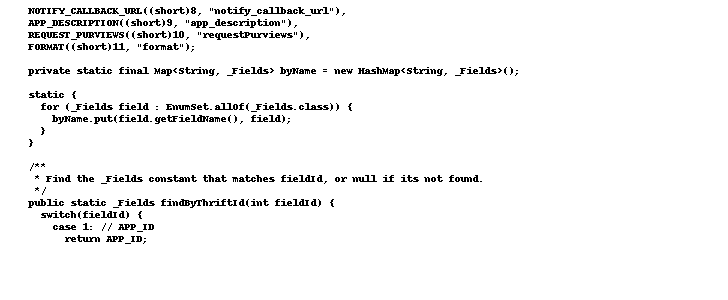 NOTIFY_CALLBACK_URL((short)8, "notify_callback_url"),
APP_DESCRIPTION((short)9, "app_description"),
REQUEST_PURVIEWS((short)10, "requestPurviews"),
FORMAT((short)11, "format");
private static final Map<String, _Fields> byName = new HashMap<String, _Fields>();
static {
for (_Fields field : EnumSet.allOf(_Fields.class)) {
byName.put(field.getFieldName(), field);
}
}
/**
* Find the _Fields constant that matches fieldId, or null if its not found.
*/
public static _Fields findByThriftId(int fieldId) {
switch(fieldId) {
case 1: // APP_ID
return APP_ID;